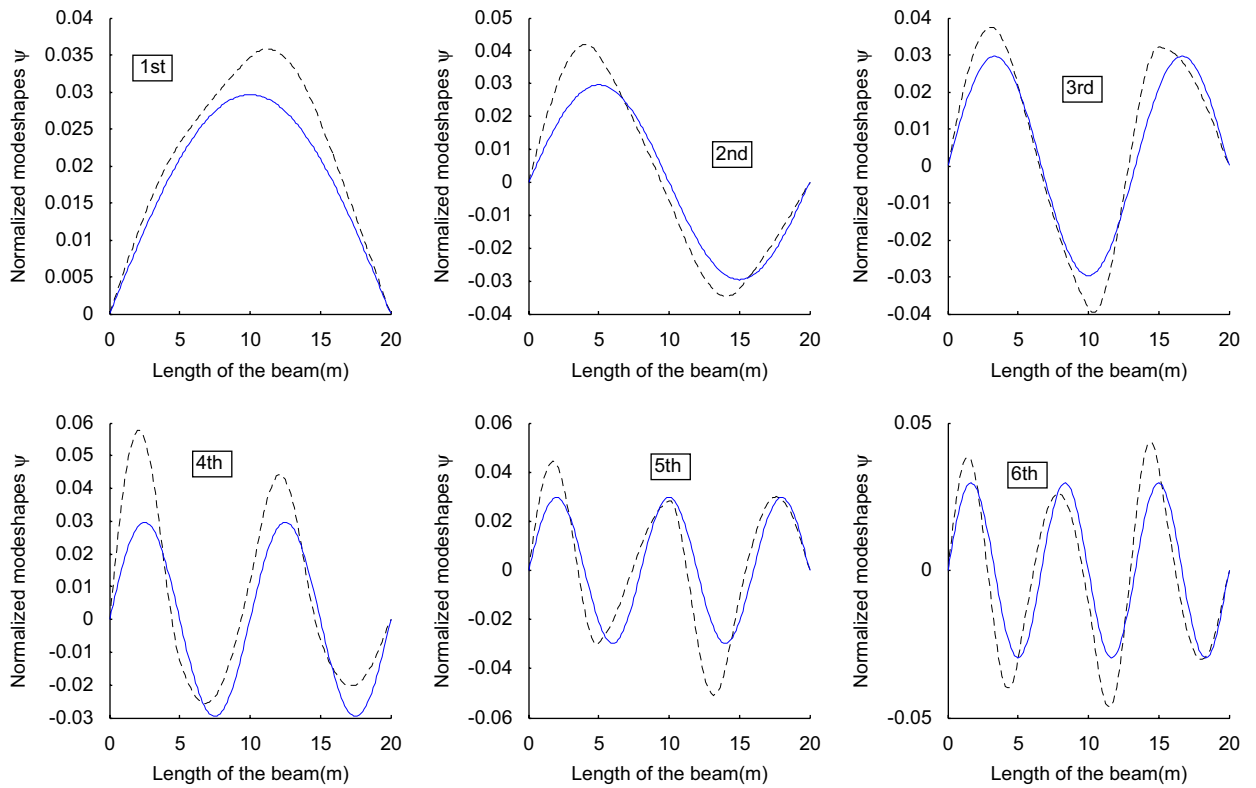 Normalized modeshapes ψ
0.04
0.035
0.03
0.025
0.02
0.015
0.01
0.005
0
1st
0 5 10 15 20
Length of the beam(m)
Normalized modeshapes ψ
0.05
0.04
0.03
0.02
0.01
0
-0.01
-0.02
-0.03
-0.04
2nd
0 5 10 15 20
Length of the beam(m)
Normalized modeshapes ψ
0.04
0.03
0.02
0.01
0
-0.01
-0.02
-0.03
-0.04
3rd
0 5 10 15 20
Length of the beam(m)
Normalized modeshapes ψ
0.06
0.05
0.04
0.03
0.02
0.01
0
-0.01
-0.02
-0.03
4th
0 5 10 15 20
Length of the beam(m)
Normalized modeshapes ψ
0.06
0.04
0.02
0
-0.02
-0.04
-0.06
5th
0 5 10 15 20
Length of the beam(m)
Normalized modeshapes ψ
0.05
0
-0.05
6th
0 5 10 15 20
Length of the beam(m)